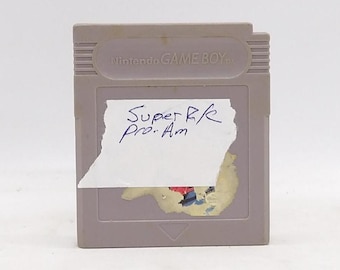 Nintendo GAME BOY
Super R/C
Pro-Am